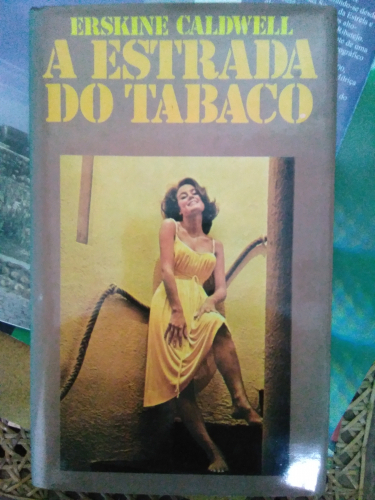 ERSKINE CALDWELL
A ESTRADA
DO TABACO